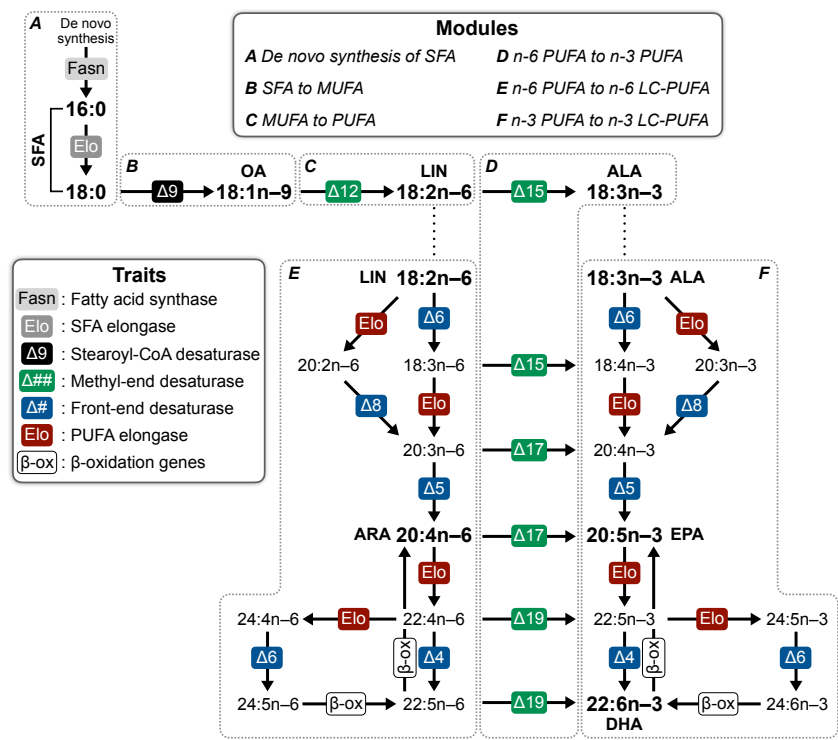 A
De novo
synthesis
Fasn
16:0
SFA
Elo
18:0
Modules
A De novo synthesis of SFA
B SFA to MUFA
C MUFA to PUFA
D n-6 PUFA to n-3 PUFA
E n-6 PUFA to n-6 LC-PUFA
F n-3 PUFA to n-3 LC-PUFA
B
Δ9
OA
18:1n–9
C
Δ12
LIN
18:2n–6
D
Δ15
ALA
18:3n–3
Traits
Fasn : Fatty acid synthase
Elo : SFA elongase
Δ9 : Stearoyl-CoA desaturase
Δ## : Methyl-end desaturase
Δ# : Front-end desaturase
Elo : PUFA elongase
β-ox : β-oxidation genes
E
LIN 18:2n–6
Elo
Δ6
20:2n–6
18:3n–6
Δ8
Elo
20:3n–6
Δ5
ARA 20:4n–6
Elo
24:4n–6
Elo
22:4n–6
Δ6
β-ox
Δ4
24:5n–6
β-ox
22:5n–6
Δ15
Δ17
Δ17
Δ19
Δ19
F
18:3n–3 ALA
Δ6
Elo
18:4n–3
20:3n–3
Elo
Δ8
20:4n–3
Δ5
20:5n–3 EPA
Elo
22:5n–3
Elo
24:5n–3
Δ4
β-ox
Δ6
22:6n–3
β-ox
24:6n–3
DHA